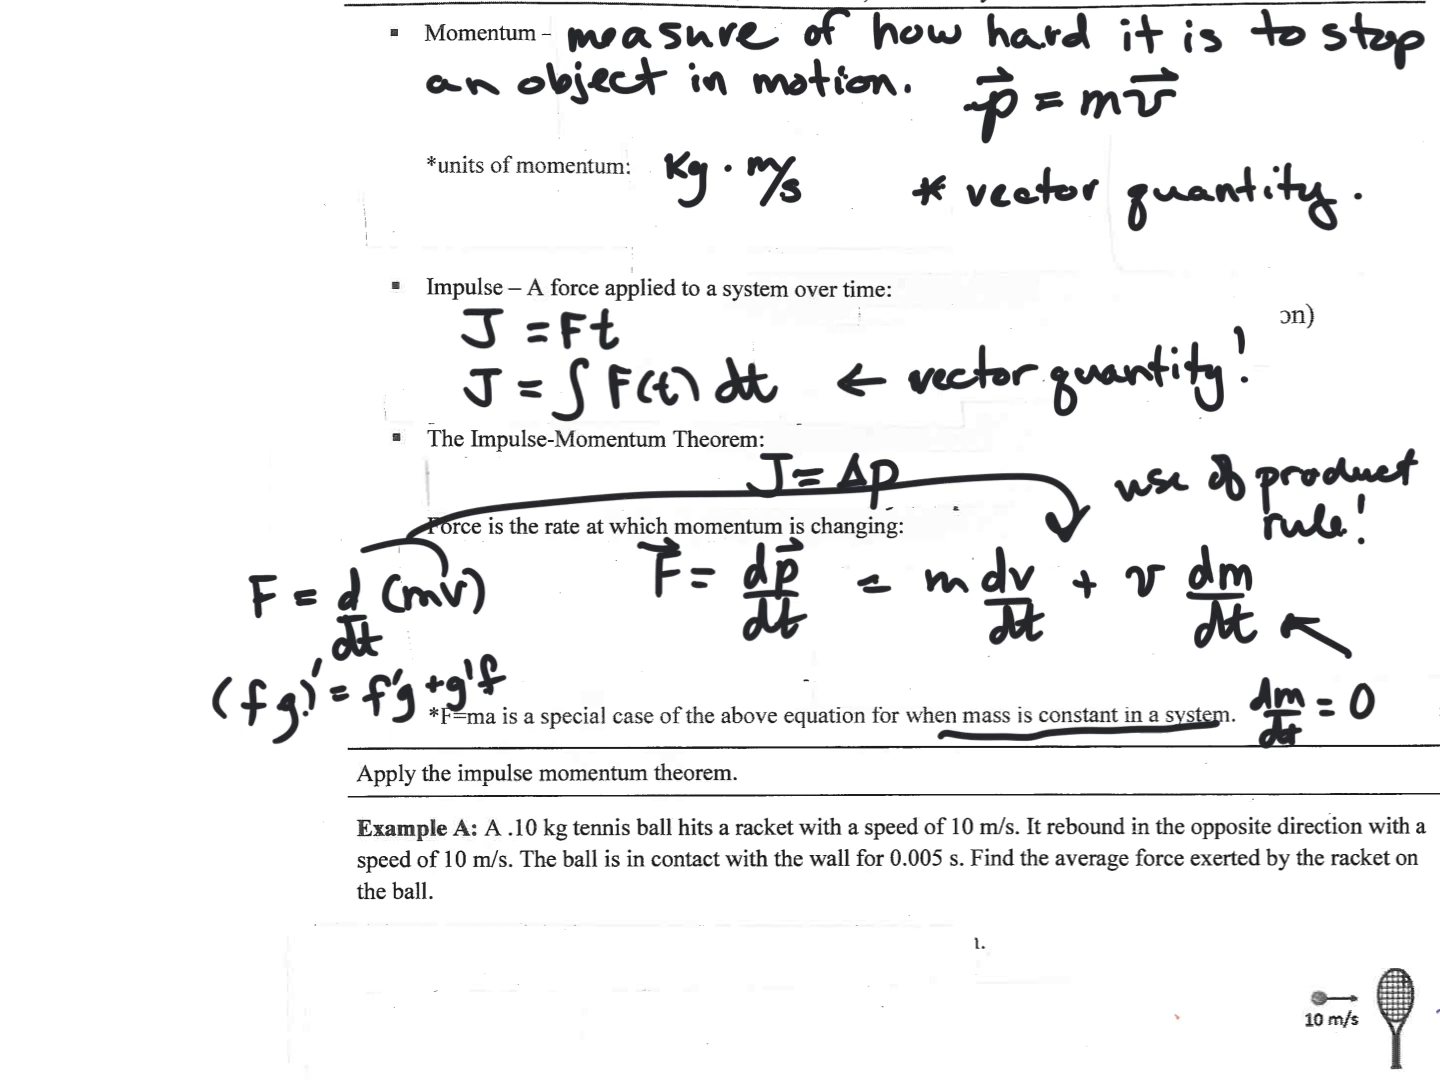 ▪ Momentum – measure of how hard it is to stop
an object in motion. p⃗ = mv⃗
*units of momentum: Kg · m/s * vector quantity.
▪ Impulse – A force applied to a system over time:
on)
J = Ft
J = ∫ F(t) dt ← vector quantity!
▪ The Impulse-Momentum Theorem:
J = Δp
use of product
rule!
Force is the rate at which momentum is changing:
F = d/dt (mv)
F⃗ = dp⃗/dt = m dv/dt + v dm/dt
(fg)' = f'g + g'f
*F=ma is a special case of the above equation for when mass is constant in a system. dm/dt = 0
Apply the impulse momentum theorem.
Example A: A .10 kg tennis ball hits a racket with a speed of 10 m/s. It rebound in the opposite direction with a
speed of 10 m/s. The ball is in contact with the wall for 0.005 s. Find the average force exerted by the racket on
the ball.
10 m/s